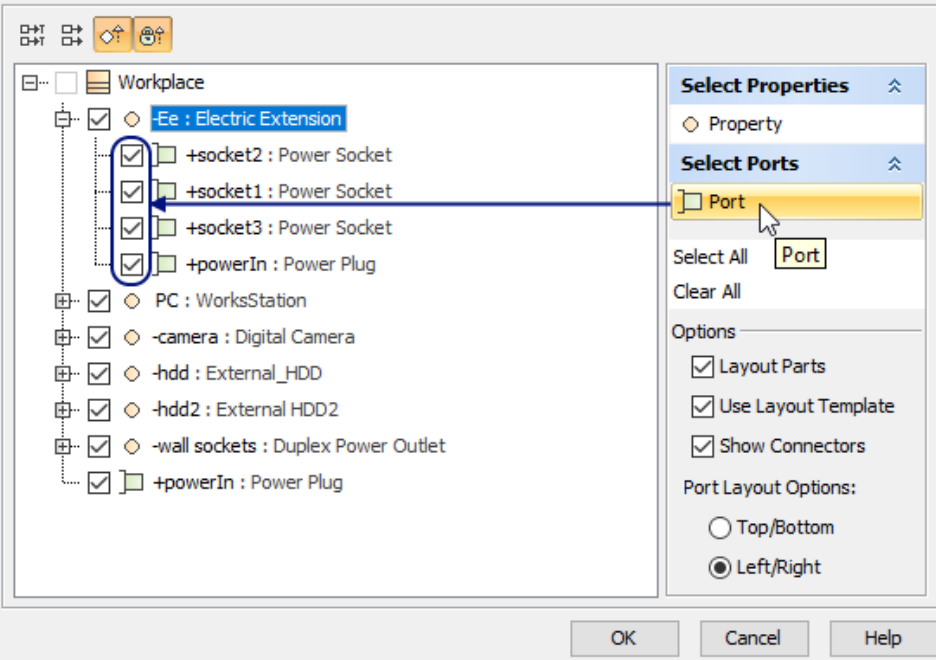 Workplace
-Ee : Electric Extension
+socket2 : Power Socket
+socket1 : Power Socket
+socket3 : Power Socket
+powerIn : Power Plug
PC : WorksStation
-camera : Digital Camera
-hdd : External_HDD
-hdd2 : External HDD2
-wall sockets : Duplex Power Outlet
+powerIn : Power Plug
Select Properties
Property
Select Ports
Port
Port
Select All
Clear All
Options
Layout Parts
Use Layout Template
Show Connectors
Port Layout Options:
Top/Bottom
Left/Right
OK
Cancel
Help